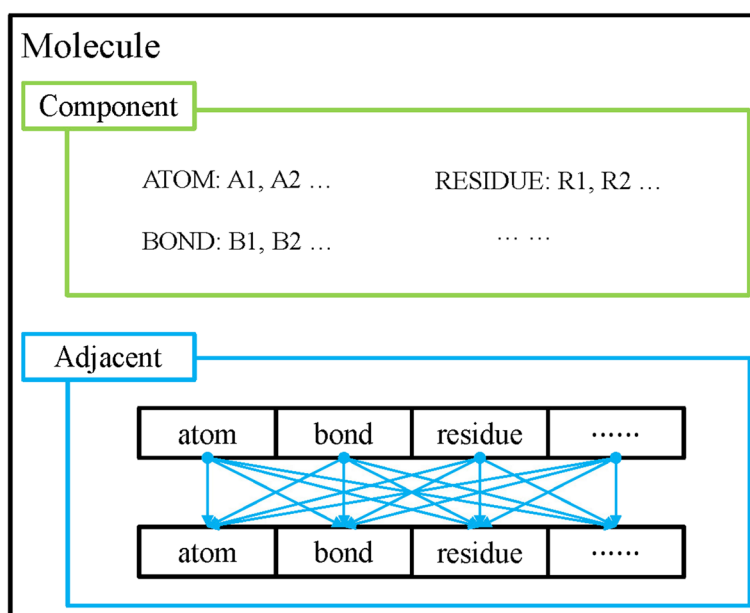 Molecule
Component
ATOM: A1, A2 … RESIDUE: R1, R2 …
BOND: B1, B2 … … …
Adjacent
atom bond residue ……
atom bond residue ……